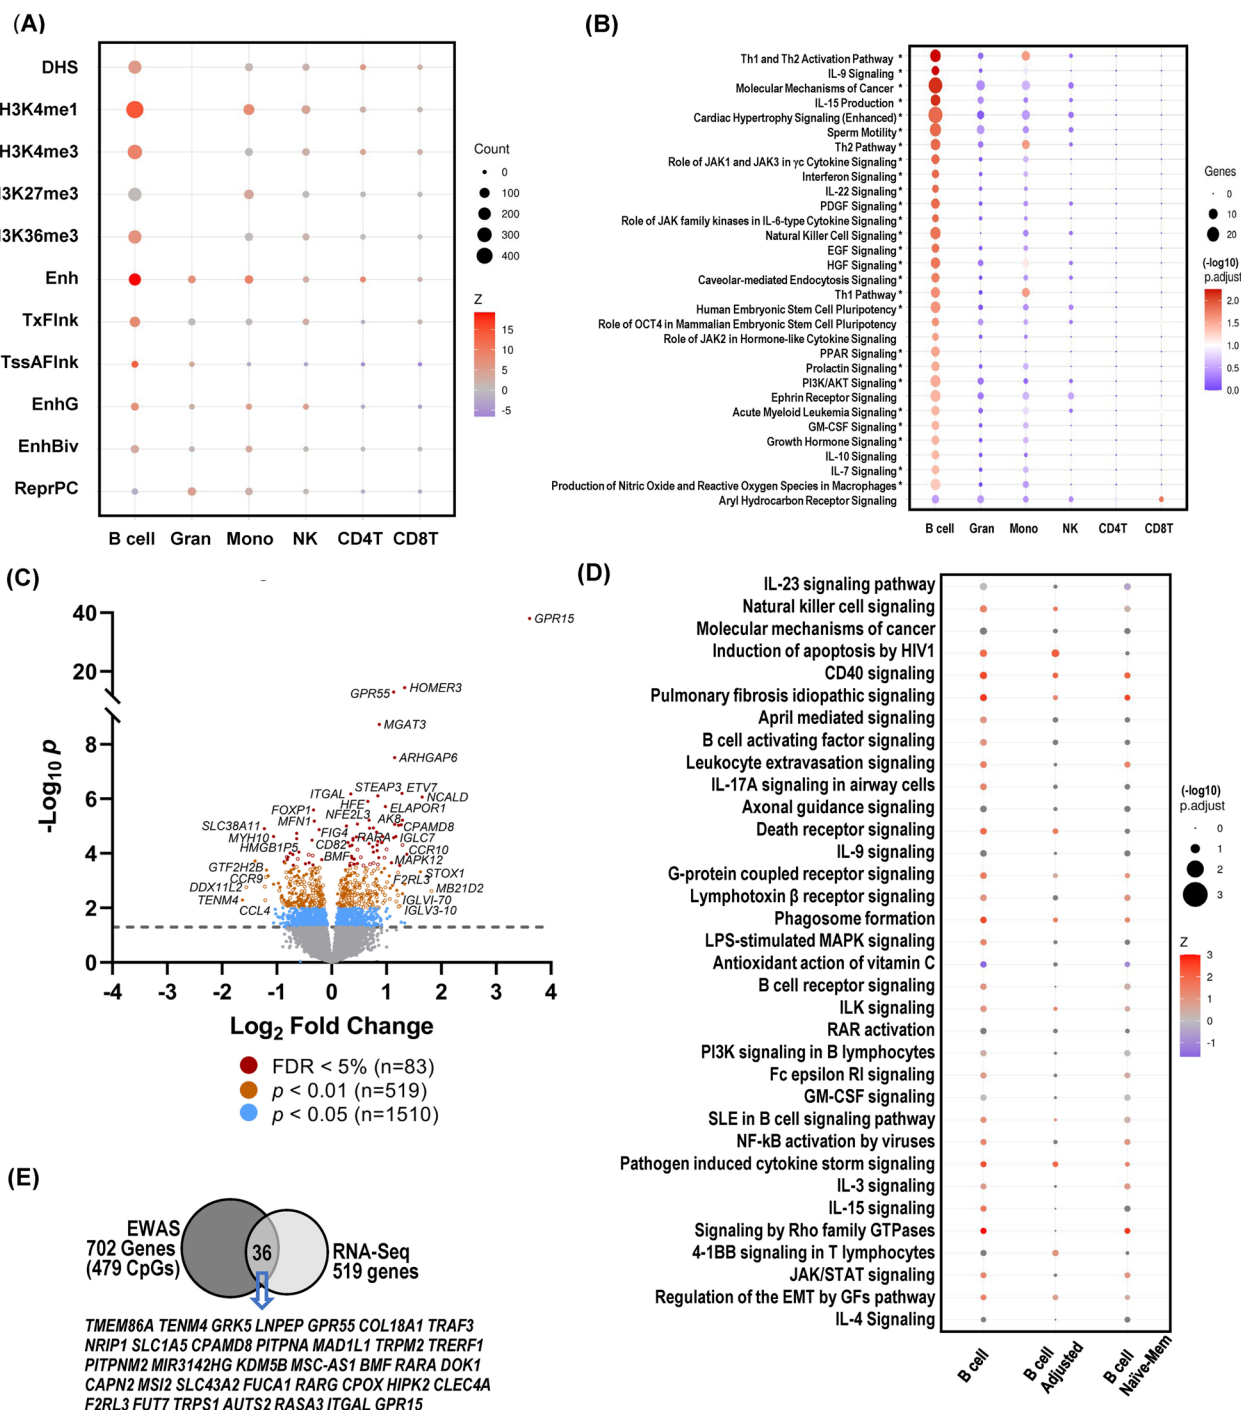 (A)
DHS
H3K4me1
H3K4me3
H3K27me3
H3K36me3
Enh
TxFlnk
TssAFlnk
EnhG
EnhBiv
ReprPC
B cell Gran Mono NK CD4T CD8T
Count
0
100
200
300
400
Z
15
10
5
0
-5
(B)
Th1 and Th2 Activation Pathway *
IL-9 Signaling *
Molecular Mechanisms of Cancer *
IL-15 Production *
Cardiac Hypertrophy Signaling (Enhanced) *
Sperm Motility *
Th2 Pathway *
Role of JAK1 and JAK3 in γc Cytokine Signaling *
Interferon Signaling *
IL-22 Signaling *
PDGF Signaling *
Role of JAK family kinases in IL-6-type Cytokine Signaling *
Natural Killer Cell Signaling *
EGF Signaling *
HGF Signaling *
Caveolar-mediated Endocytosis Signaling *
Th1 Pathway *
Human Embryonic Stem Cell Pluripotency *
Role of OCT4 in Mammalian Embryonic Stem Cell Pluripotency
Role of JAK2 in Hormone-like Cytokine Signaling
PPAR Signaling *
Prolactin Signaling *
PI3K/AKT Signaling *
Ephrin Receptor Signaling
Acute Myeloid Leukemia Signaling *
GM-CSF Signaling *
Growth Hormone Signaling *
IL-10 Signaling
IL-7 Signaling *
Production of Nitric Oxide and Reactive Oxygen Species in Macrophages *
Aryl Hydrocarbon Receptor Signaling
B cell Gran Mono NK CD4T CD8T
Genes
0
10
20
(-log10)
p.adjust
2.0
1.5
1.0
0.5
0.0
(C)
-Log10 p
40
20
8
6
4
2
0
-4 -3 -2 -1 0 1 2 3 4
Log2 Fold Change
GPR15
HOMER3
GPR55
MGAT3
ARHGAP6
STEAP3 ETV7
ITGAL
NCALD
HFE
FOXP1
ELAPOR1
NFE2L3
MFN1
AK8
SLC38A11
CPAMD8
FIG4
MYH10
RARA
IGLC7
CD82
HMGB1P5
CCR10
BMF
MAPK12
GTF2H2B
STOX1
CCR9
F2RL3
DDX11L2
MB21D2
TENM4
IGLVI-70
CCL4
IGLV3-10
FDR < 5% (n=83)
p < 0.01 (n=519)
p < 0.05 (n=1510)
(D)
IL-23 signaling pathway
Natural killer cell signaling
Molecular mechanisms of cancer
Induction of apoptosis by HIV1
CD40 signaling
Pulmonary fibrosis idiopathic signaling
April mediated signaling
B cell activating factor signaling
Leukocyte extravasation signaling
IL-17A signaling in airway cells
Axonal guidance signaling
Death receptor signaling
IL-9 signaling
G-protein coupled receptor signaling
Lymphotoxin β receptor signaling
Phagosome formation
LPS-stimulated MAPK signaling
Antioxidant action of vitamin C
B cell receptor signaling
ILK signaling
RAR activation
PI3K signaling in B lymphocytes
Fc epsilon RI signaling
GM-CSF signaling
SLE in B cell signaling pathway
NF-kB activation by viruses
Pathogen induced cytokine storm signaling
IL-3 signaling
IL-15 signaling
Signaling by Rho family GTPases
4-1BB signaling in T lymphocytes
JAK/STAT signaling
Regulation of the EMT by GFs pathway
IL-4 Signaling
B cell
B cell Adjusted
B cell Naïve-Mem
(-log10)
p.adjust
0
1
2
3
Z
3
2
1
0
-1
(E)
EWAS
702 Genes
(479 CpGs)
36
RNA-Seq
519 genes
TMEM86A TENM4 GRK5 LNPEP GPR55 COL18A1 TRAF3
NRIP1 SLC1A5 CPAMD8 PITPNA MAD1L1 TRPM2 TRERF1
PITPNM2 MIR3142HG KDM5B MSC-AS1 BMF RARA DOK1
CAPN2 MSI2 SLC43A2 FUCA1 RARG CPOX HIPK2 CLEC4A
F2RL3 FUT7 TRPS1 AUTS2 RASA3 ITGAL GPR15